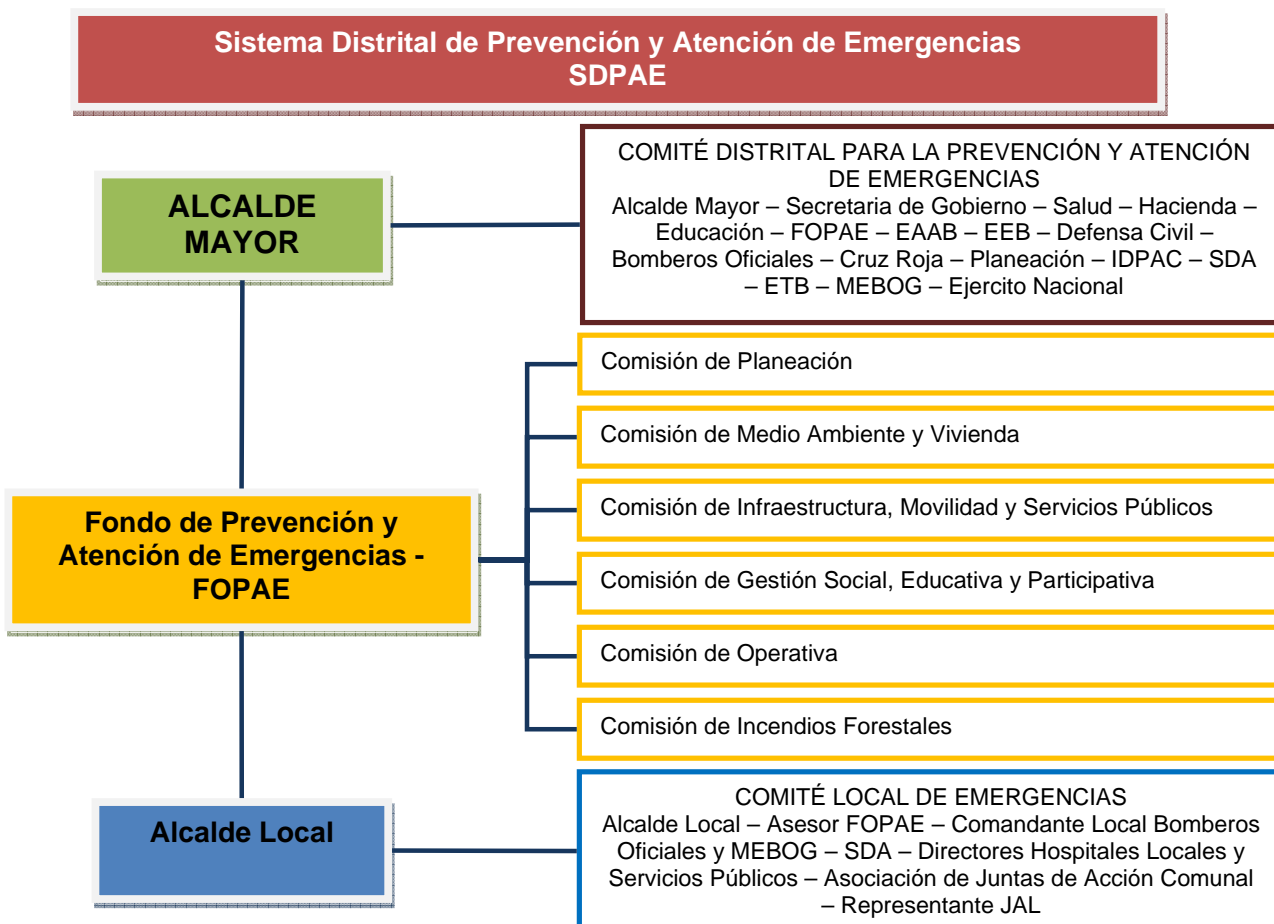 Sistema Distrital de Prevención y Atención de Emergencias
SDPAE
ALCALDE
MAYOR
COMITÉ DISTRITAL PARA LA PREVENCIÓN Y ATENCIÓN
DE EMERGENCIAS
Alcalde Mayor – Secretaria de Gobierno – Salud – Hacienda –
Educación – FOPAE – EAAB – EEB – Defensa Civil –
Bomberos Oficiales – Cruz Roja – Planeación – IDPAC – SDA
– ETB – MEBOG – Ejercito Nacional
Fondo de Prevención y
Atención de Emergencias -
FOPAE
Comisión de Planeación
Comisión de Medio Ambiente y Vivienda
Comisión de Infraestructura, Movilidad y Servicios Públicos
Comisión de Gestión Social, Educativa y Participativa
Comisión de Operativa
Comisión de Incendios Forestales
Alcalde Local
COMITÉ LOCAL DE EMERGENCIAS
Alcalde Local – Asesor FOPAE – Comandante Local Bomberos
Oficiales y MEBOG – SDA – Directores Hospitales Locales y
Servicios Públicos – Asociación de Juntas de Acción Comunal
– Representante JAL